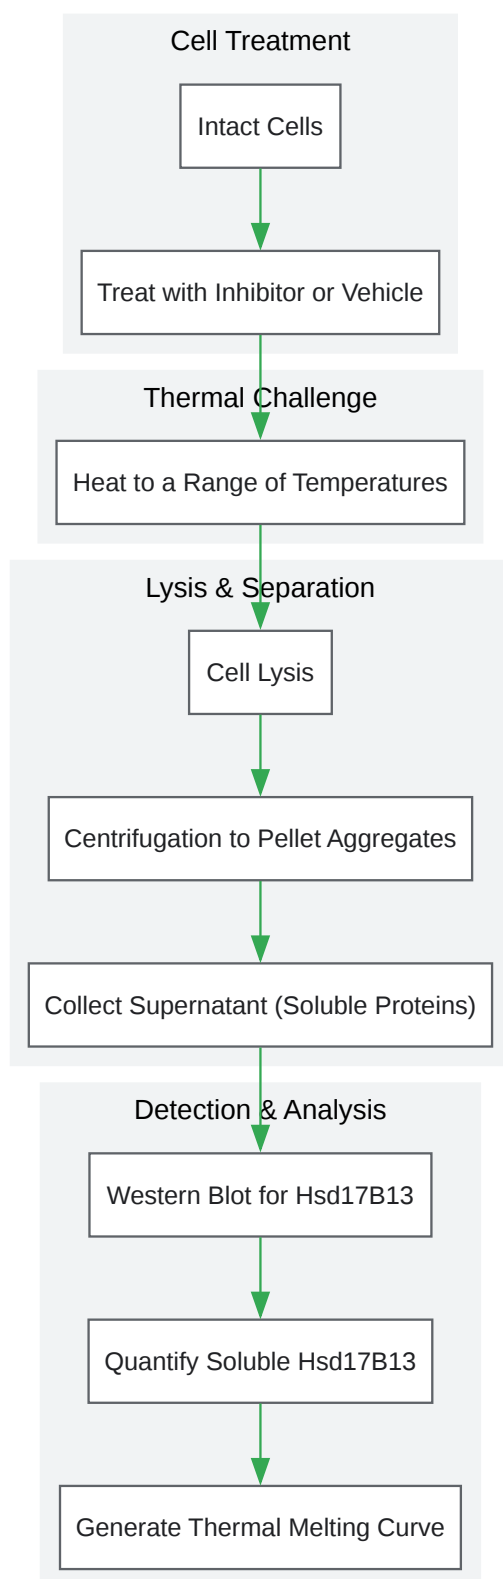 Cell Treatment
Intact Cells
Treat with Inhibitor or Vehicle
Thermal Challenge
Heat to a Range of Temperatures
Lysis & Separation
Cell Lysis
Centrifugation to Pellet Aggregates
Collect Supernatant (Soluble Proteins)
Detection & Analysis
Western Blot for Hsd17B13
Quantify Soluble Hsd17B13
Generate Thermal Melting Curve